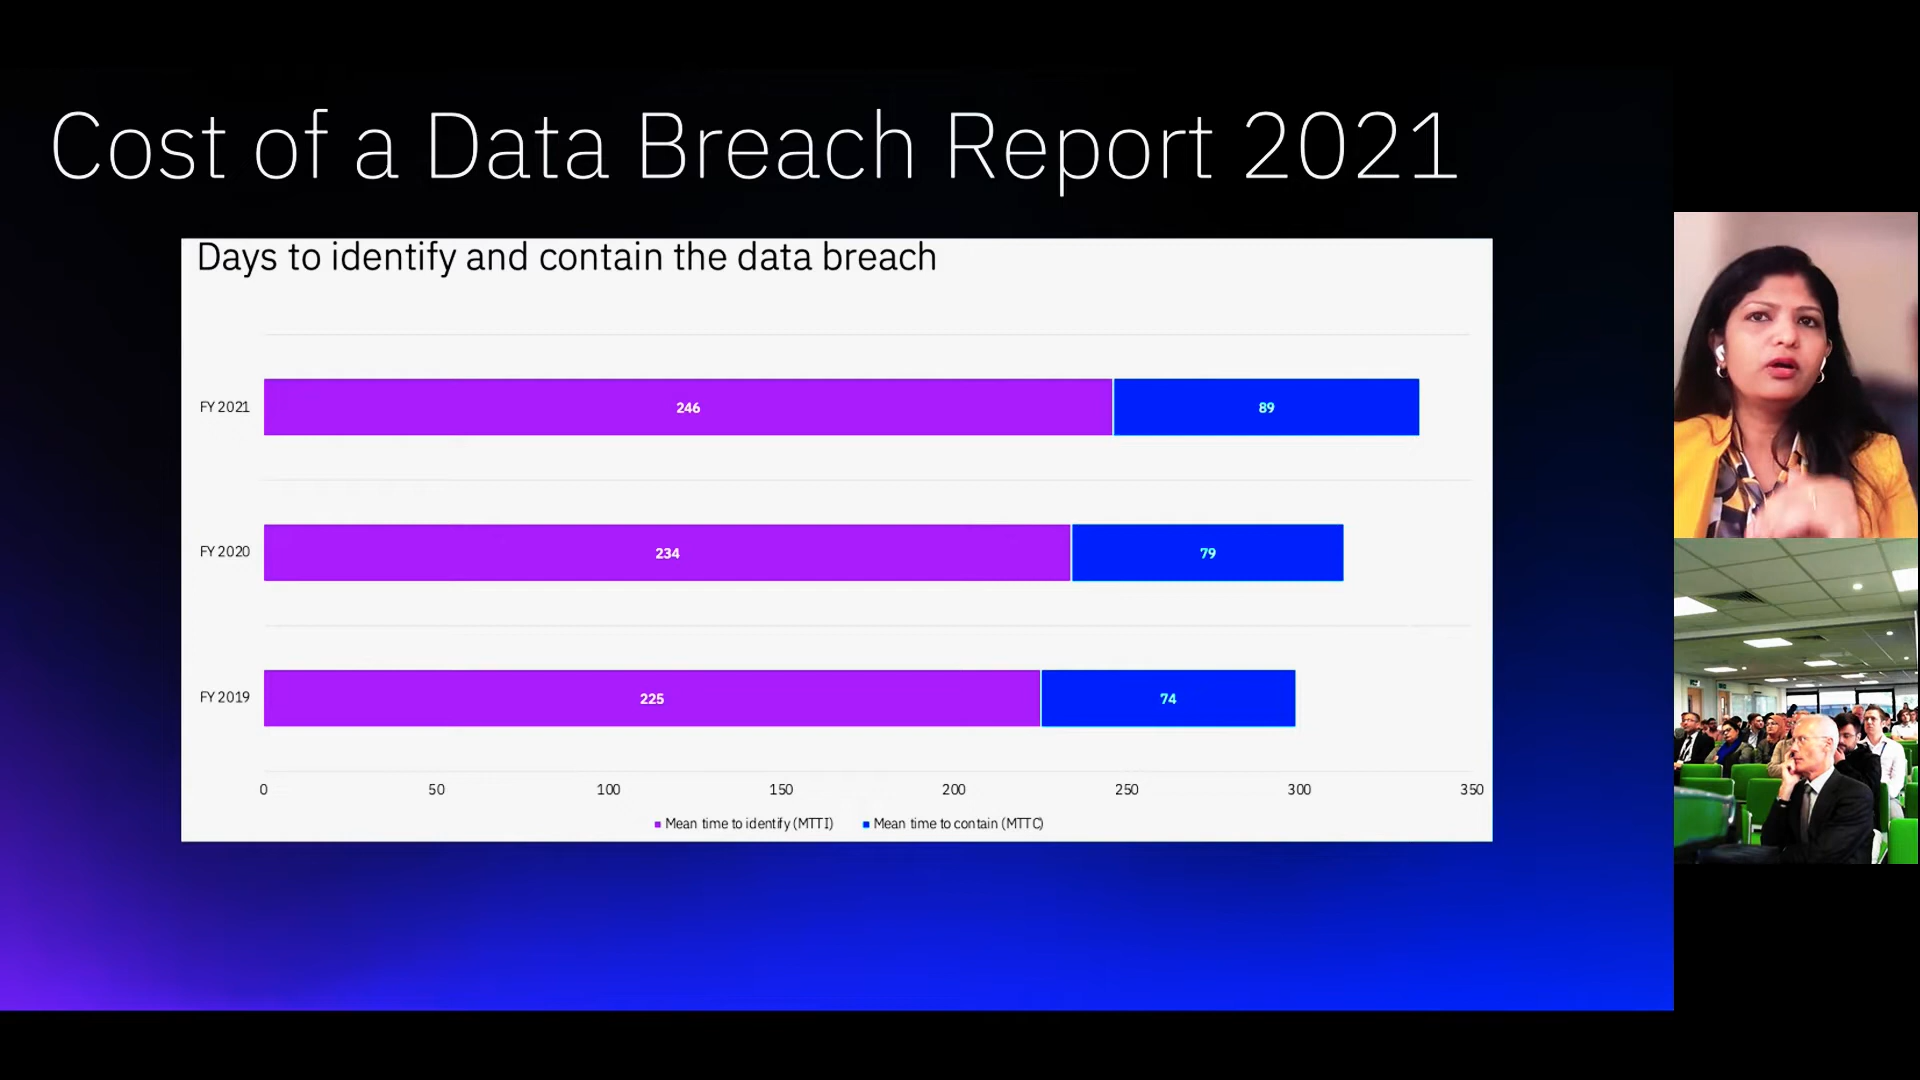 Cost of a Data Breach Report 2021
Days to identify and contain the data breach
FY 2021
246
89
FY 2020
234
79
FY 2019
225
74
0 50 100 150 200 250 300 350
Mean time to identify (MTTI) Mean time to contain (MTTC)